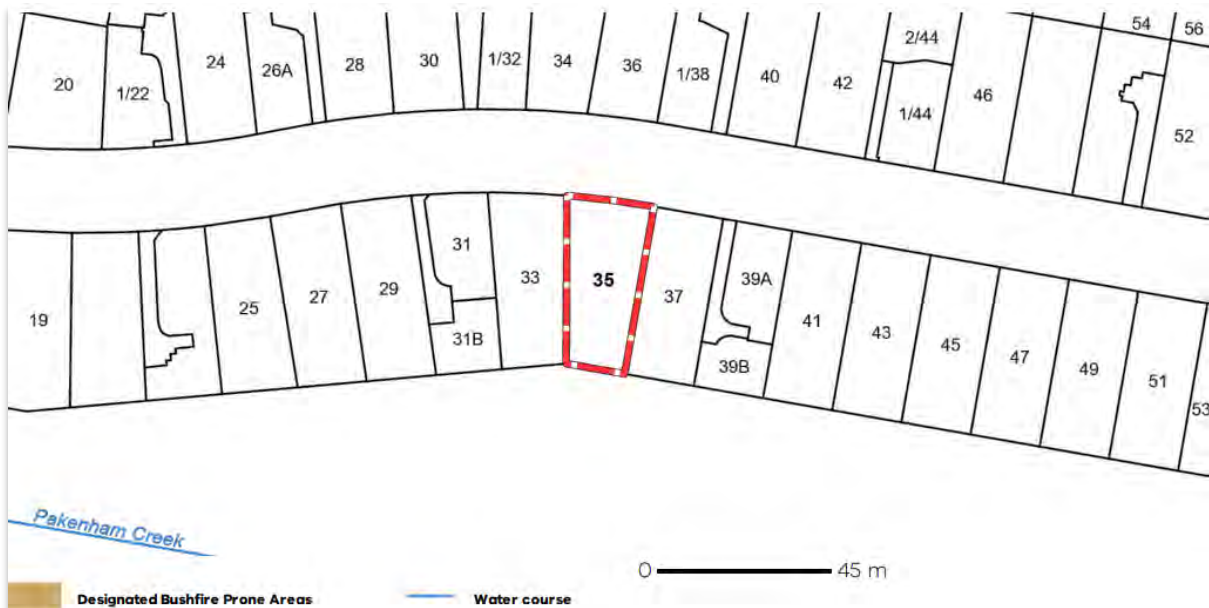 54 56
2/44
24 28 30 1/32 34 36 40 42
20 1/22 26A 1/38 46
1/44
52
31 39A
33 35 37
19 25 27 29 41 43 45 47 49 51
31B 39B 53
Pakenham Creek
0 45 m
Designated Bushfire Prone Areas Water course